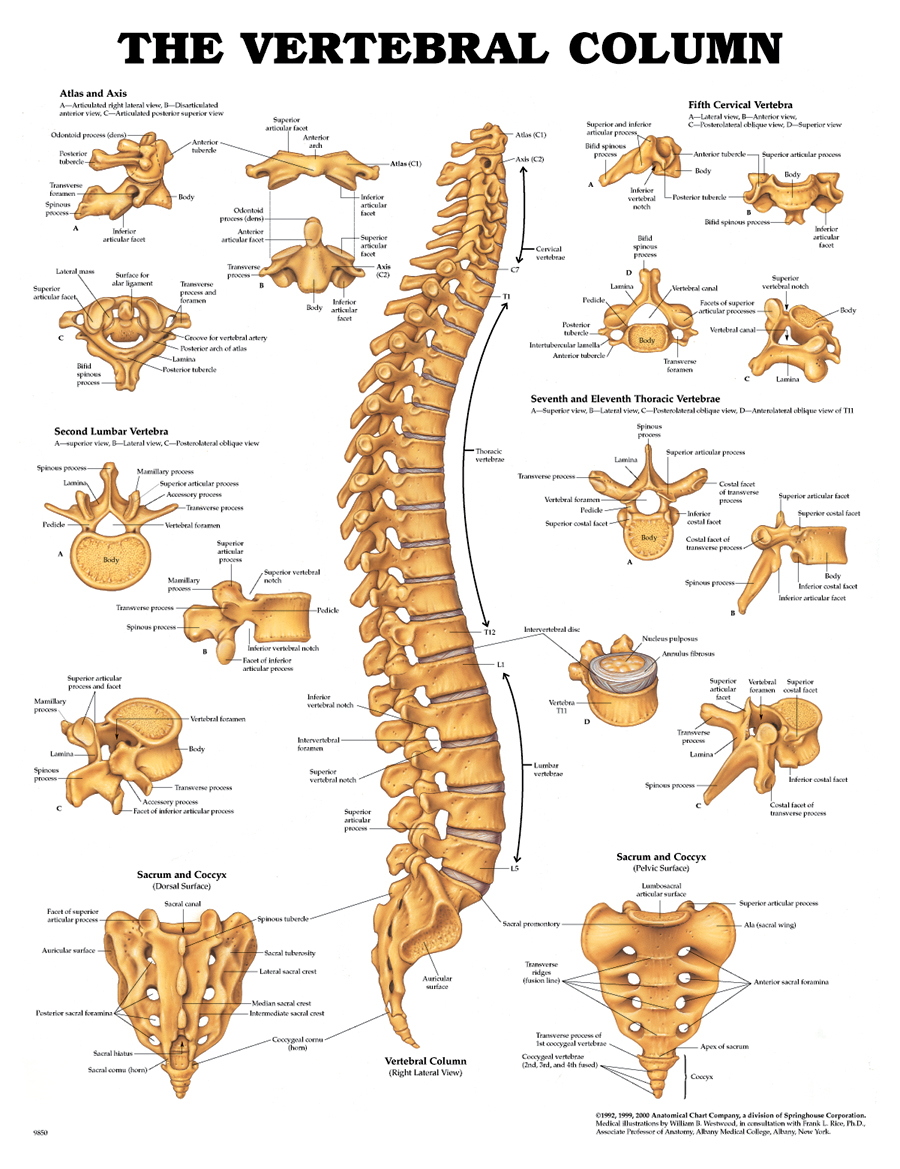 THE VERTEBRAL COLUMN
Atlas and Axis
A—Articulated right lateral view, B—Disarticulated
anterior view, C—Articulated posterior superior view
Odontoid process (dens)
Posterior
tubercle
Transverse
foramen
Spinous
process
Anterior
tubercle
Body
A
Inferior
articular facet
Superior
articular facet
Anterior
arch
Atlas (C1)
Inferior
articular
facet
Odontoid
process (dens)
Anterior
articular facet
Superior
articular
facet
Transverse
process
Axis
(C2)
B
Body
Inferior
articular
facet
Lateral mass
Superior
articular facet
Surface for
alar ligament
Transverse
process and
foramen
C
Groove for vertebral artery
Posterior arch of atlas
Lamina
Posterior tubercle
Bifid
spinous
process
Second Lumbar Vertebra
A—superior view, B—Lateral view, C—Posterolateral oblique view
Spinous process
Lamina
Mamillary process
Superior articular process
Accessory process
Transverse process
Pedicle
Vertebral foramen
A
Body
Superior
articular
process
Mamillary
process
Superior vertebral
notch
Transverse process
Pedicle
Spinous process
B
Inferior vertebral notch
Facet of inferior
articular process
Superior articular
process and facet
Mamillary
process
Vertebral foramen
Lamina
Body
Spinous
process
Transverse process
C
Accessory process
Facet of inferior articular process
Sacrum and Coccyx
(Dorsal Surface)
Sacral canal
Facet of superior
articular process
Spinous tubercle
Auricular surface
Sacral tuberosity
Lateral sacral crest
Median sacral crest
Posterior sacral foramina
Intermediate sacral crest
Sacral hiatus
Coccygeal cornu
(horn)
Sacral cornu (horn)
Atlas (C1)
Axis (C2)
Cervical
vertebrae
C7
T1
Thoracic
vertebrae
T12
L1
Inferior
vertebral notch
Intervertebral
foramen
Superior
vertebral notch
Superior
articular
process
Lumbar
vertebrae
L5
Auricular
surface
Vertebral Column
(Right Lateral View)
Fifth Cervical Vertebra
A—Lateral view, B—Anterior view,
C—Posterolateral oblique view, D—Superior view
Superior and inferior
articular process
Bifid spinous
process
Anterior tubercle
Body
A
Inferior
vertebral
notch
Posterior tubercle
Superior articular process
Body
B
Bifid spinous process
Inferior
articular
facet
Bifid
spinous
process
D
Lamina
Vertebral canal
Pedicle
Facets of superior
articular processes
Posterior
tubercle
Vertebral canal
Intertubercular lamella
Body
Anterior tubercle
Transverse
foramen
Superior
vertebral notch
Body
C
Lamina
Seventh and Eleventh Thoracic Vertebrae
A—Superior view, B—Lateral view, C—Posterolateral oblique view, D—Anterolateral oblique view of T11
Spinous
process
Lamina
Superior articular process
Transverse process
Costal facet
of transverse
process
Vertebral foramen
Pedicle
Inferior
costal facet
Superior costal facet
Body
A
Superior articular facet
Superior costal facet
Costal facet of
transverse process
Body
Spinous process
Inferior costal facet
Inferior articular facet
B
Intervertebral disc
Nucleus pulposus
Annulus fibrosus
Vertebra
T11
D
Superior
articular
facet
Vertebral
foramen
Superior
costal facet
Transverse
process
Lamina
Spinous process
Inferior costal facet
C
Costal facet of
transverse process
Sacrum and Coccyx
(Pelvic Surface)
Lumbosacral
articular surface
Superior articular process
Sacral promontory
Ala (sacral wing)
Transverse
ridges
(fusion line)
Anterior sacral foramina
Transverse process of
1st coccygeal vertebrae
Apex of sacrum
Coccygeal vertebrae
(2nd, 3rd, and 4th fused)
Coccyx
©1992, 1999, 2000 Anatomical Chart Company, a division of Springhouse Corporation.
Medical illustrations by William B. Westwood, in consultation with Frank L. Rice, Ph.D.,
Associate Professor of Anatomy, Albany Medical College, Albany, New York.
9850